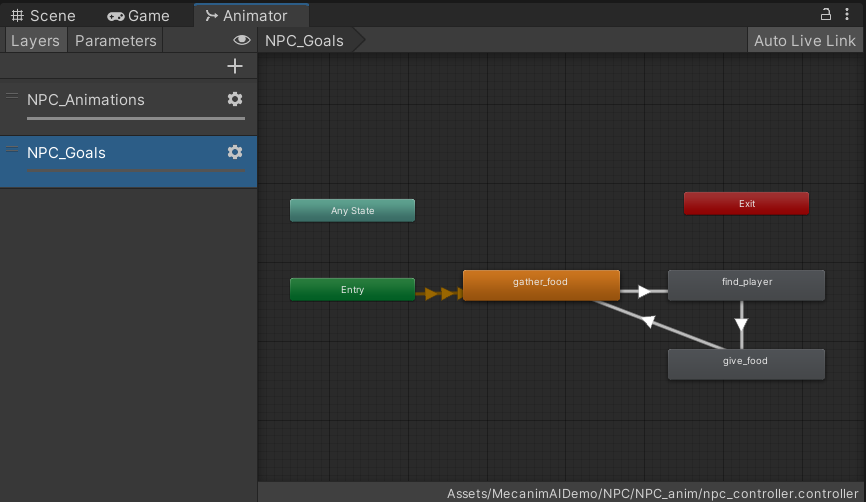 Scene Game Animator
Layers Parameters NPC_Goals Auto Live Link
NPC_Animations
NPC_Goals
Any State
Exit
Entry
gather_food
find_player
give_food
Assets/MecanimAIDemo/NPC/NPC_anim/npc_controller.controller